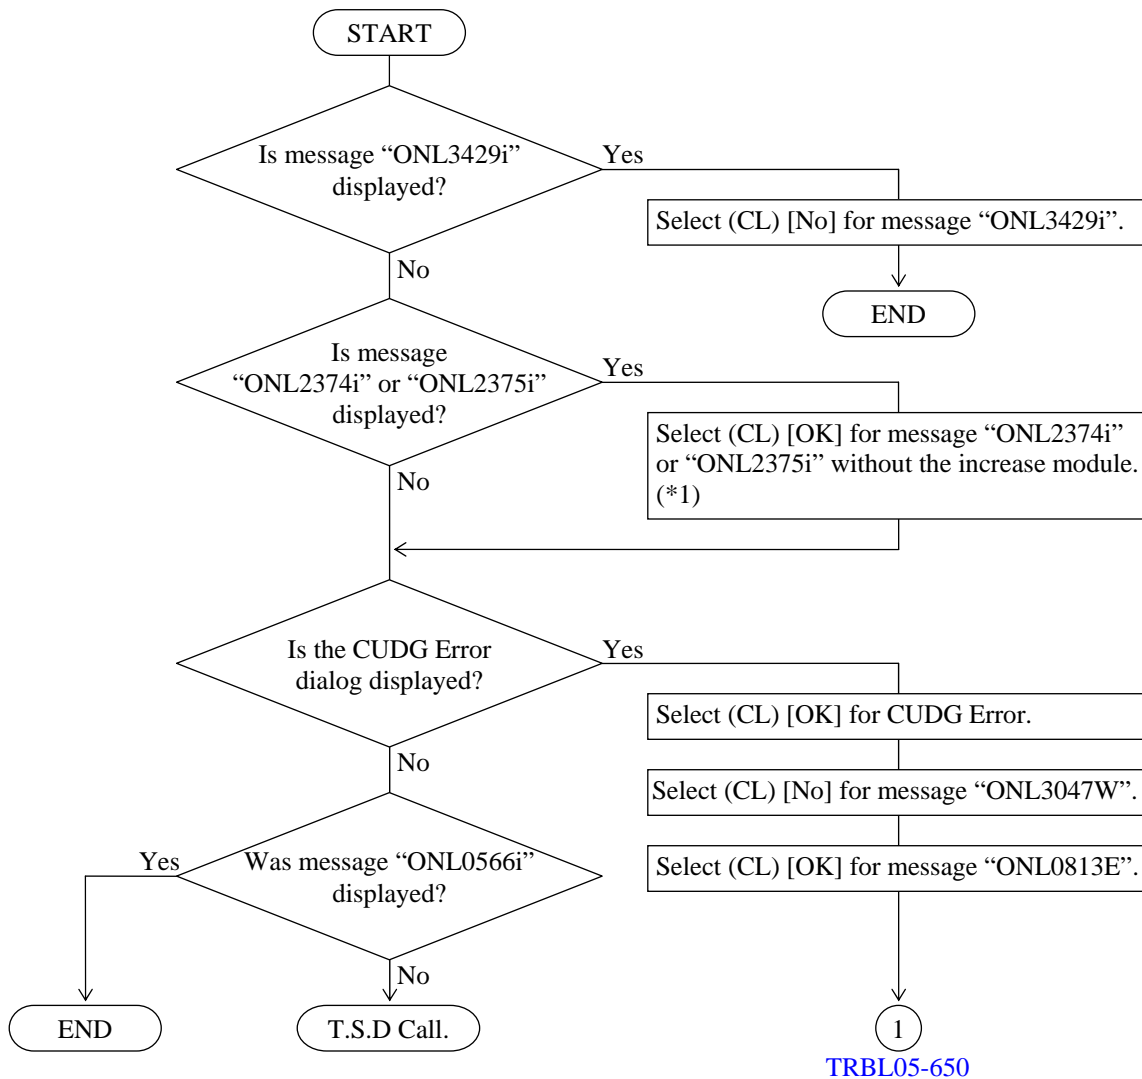 START
Is message “ONL3429i”
displayed?
Yes
Select (CL) [No] for message “ONL3429i”.
END
No
Is message
“ONL2374i” or “ONL2375i”
displayed?
Yes
Select (CL) [OK] for message “ONL2374i”
or “ONL2375i” without the increase module.
(*1)
No
Is the CUDG Error
dialog displayed?
Yes
Select (CL) [OK] for CUDG Error.
Select (CL) [No] for message “ONL3047W”.
Select (CL) [OK] for message “ONL0813E”.
1
TRBL05-650
No
Was message “ONL0566i”
displayed?
Yes
END
No
T.S.D Call.